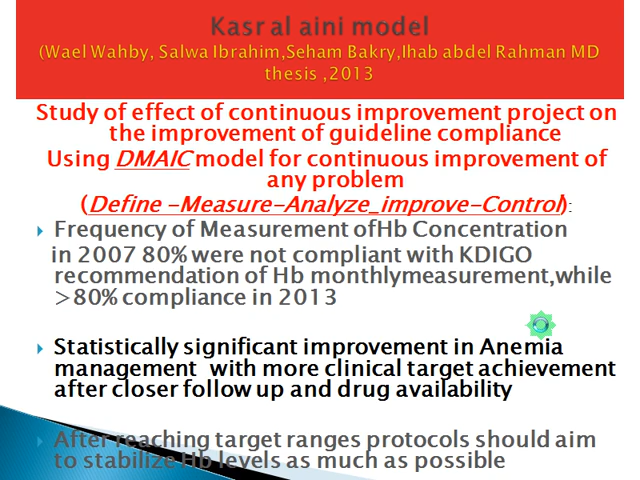 Kasr al aini model
(Wael Wahby, Salwa Ibrahim,Seham Bakry,Ihab abdel Rahman MD
thesis ,2013
Study of effect of continuous improvement project on
the improvement of guideline compliance
Using DMAIC model for continuous improvement of
any problem
(Define -Measure-Analyze_improve-Control):
Frequency of Measurement ofHb Concentration
in 2007 80% were not compliant with KDIGO
recommendation of Hb monthlymeasurement,while
>80% compliance in 2013
Statistically significant improvement in Anemia
management with more clinical target achievement
after closer follow up and drug availability
After reaching target ranges protocols should aim
to stabilize Hb levels as much as possible